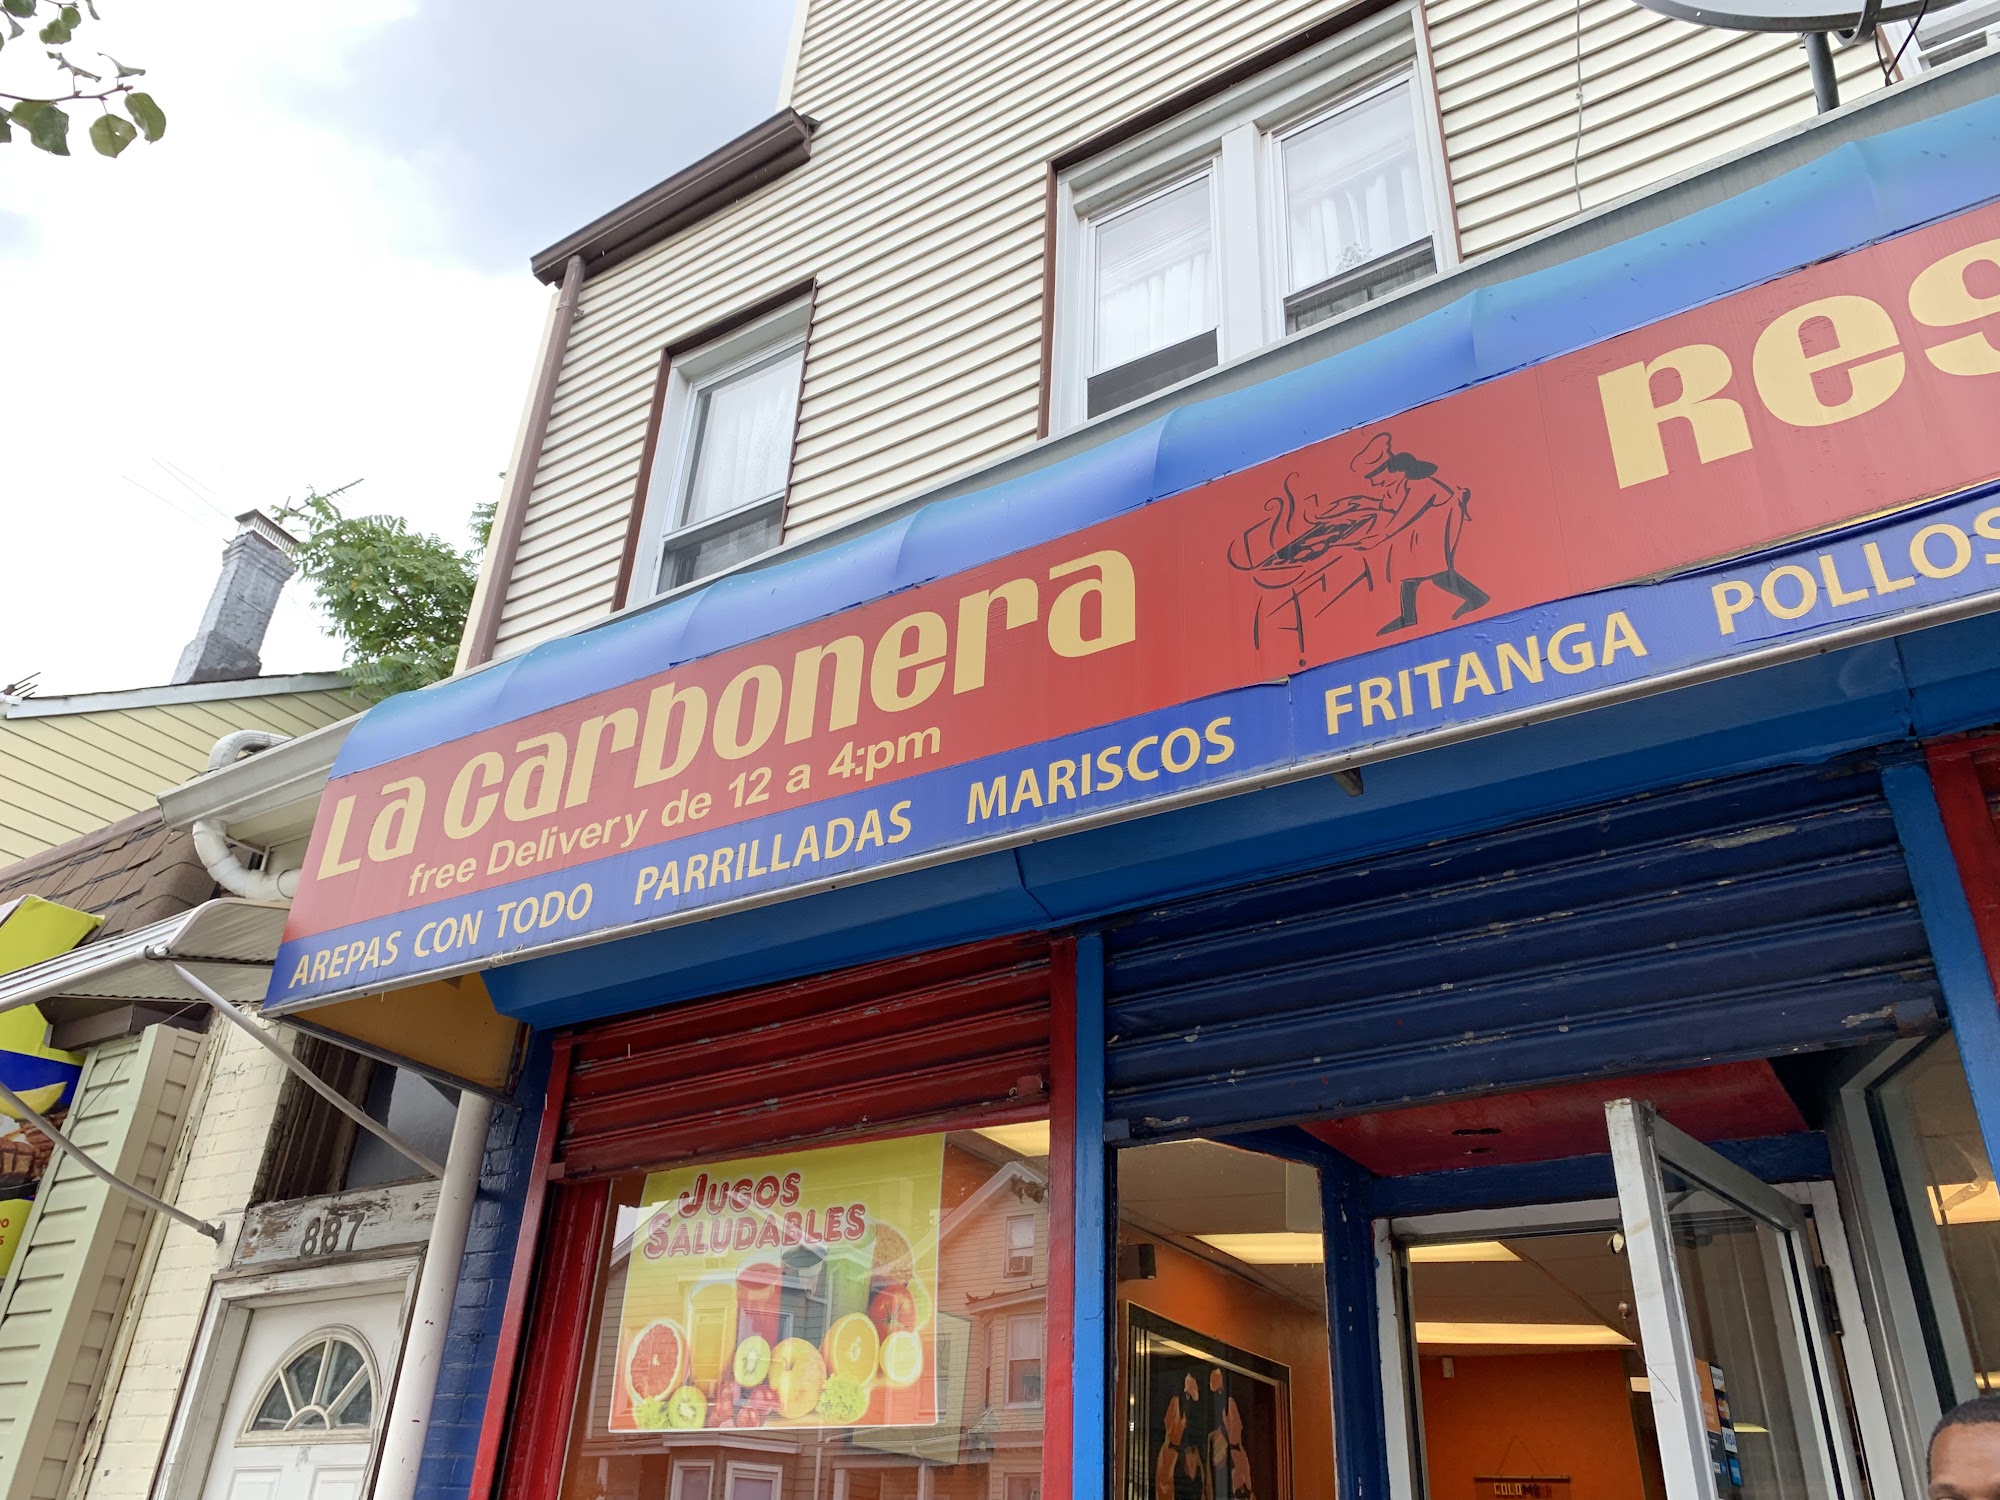 La Carbonera
Res
free Delivery de 12 a 4:pm
AREPAS CON TODO PARRILLADAS MARISCOS FRITANGA POLLOS
887
JUGOS
SALUDABLES
VISA